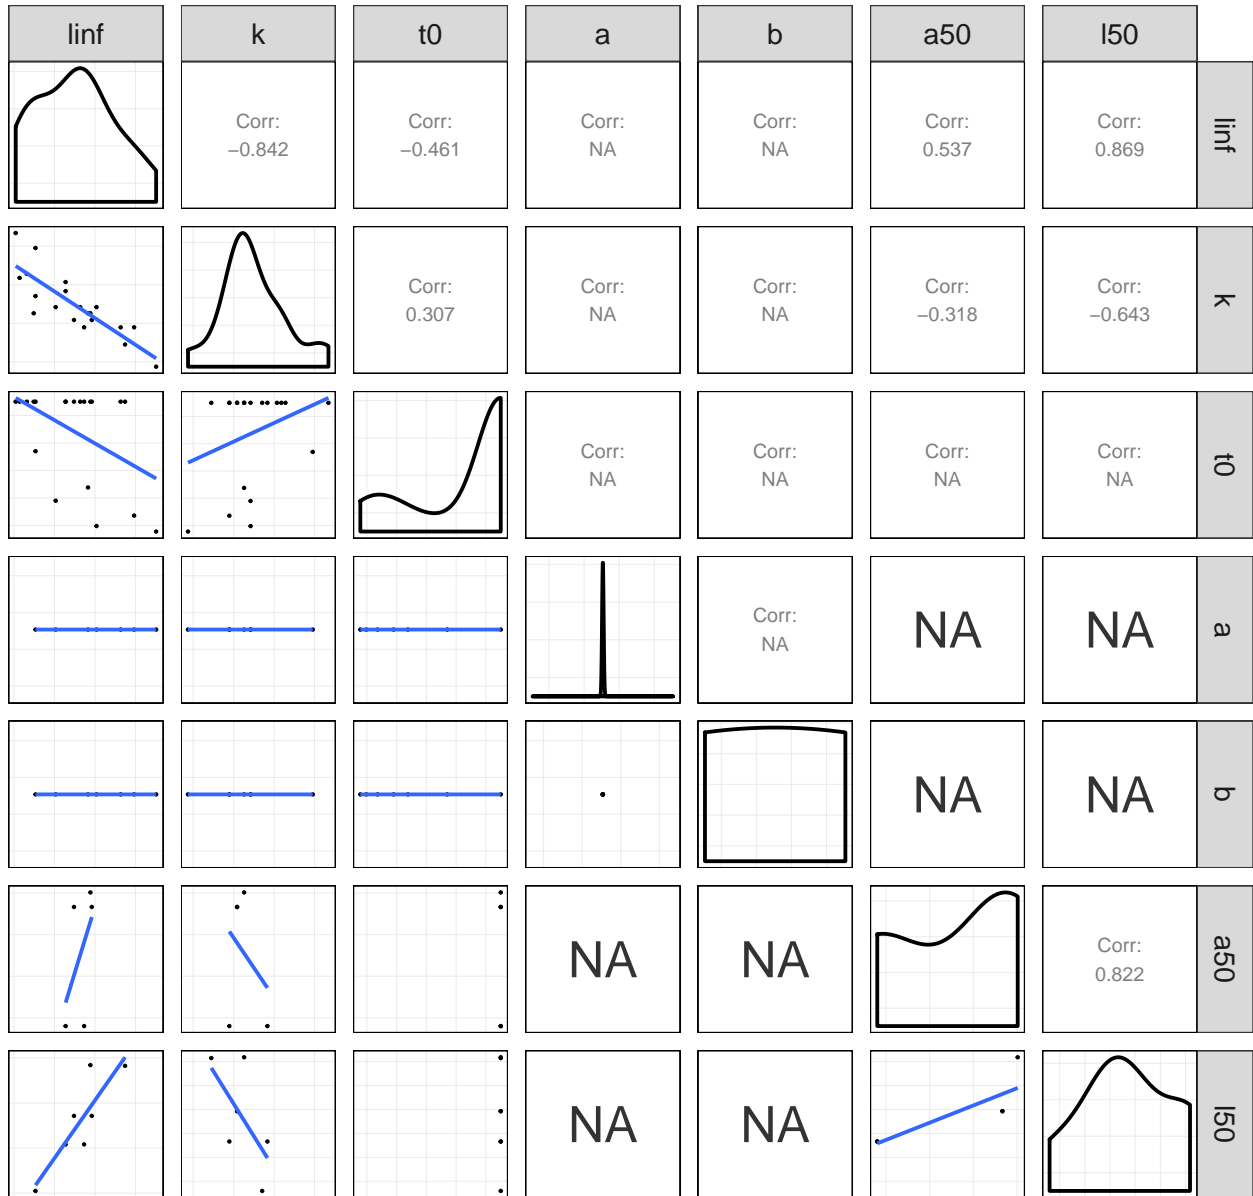 linf k t0 a b a50 l50
Corr: Corr: Corr: Corr: Corr: Corr:
−0.842 −0.461 NA NA 0.537 0.869
linf
Corr: Corr: Corr: Corr: Corr:
0.307 NA NA −0.318 −0.643
k
Corr: Corr: Corr: Corr:
NA NA NA NA
t0
Corr:
NA
NA NA
a
NA NA
b
NA NA
Corr:
0.822
a50
NA NA
l50